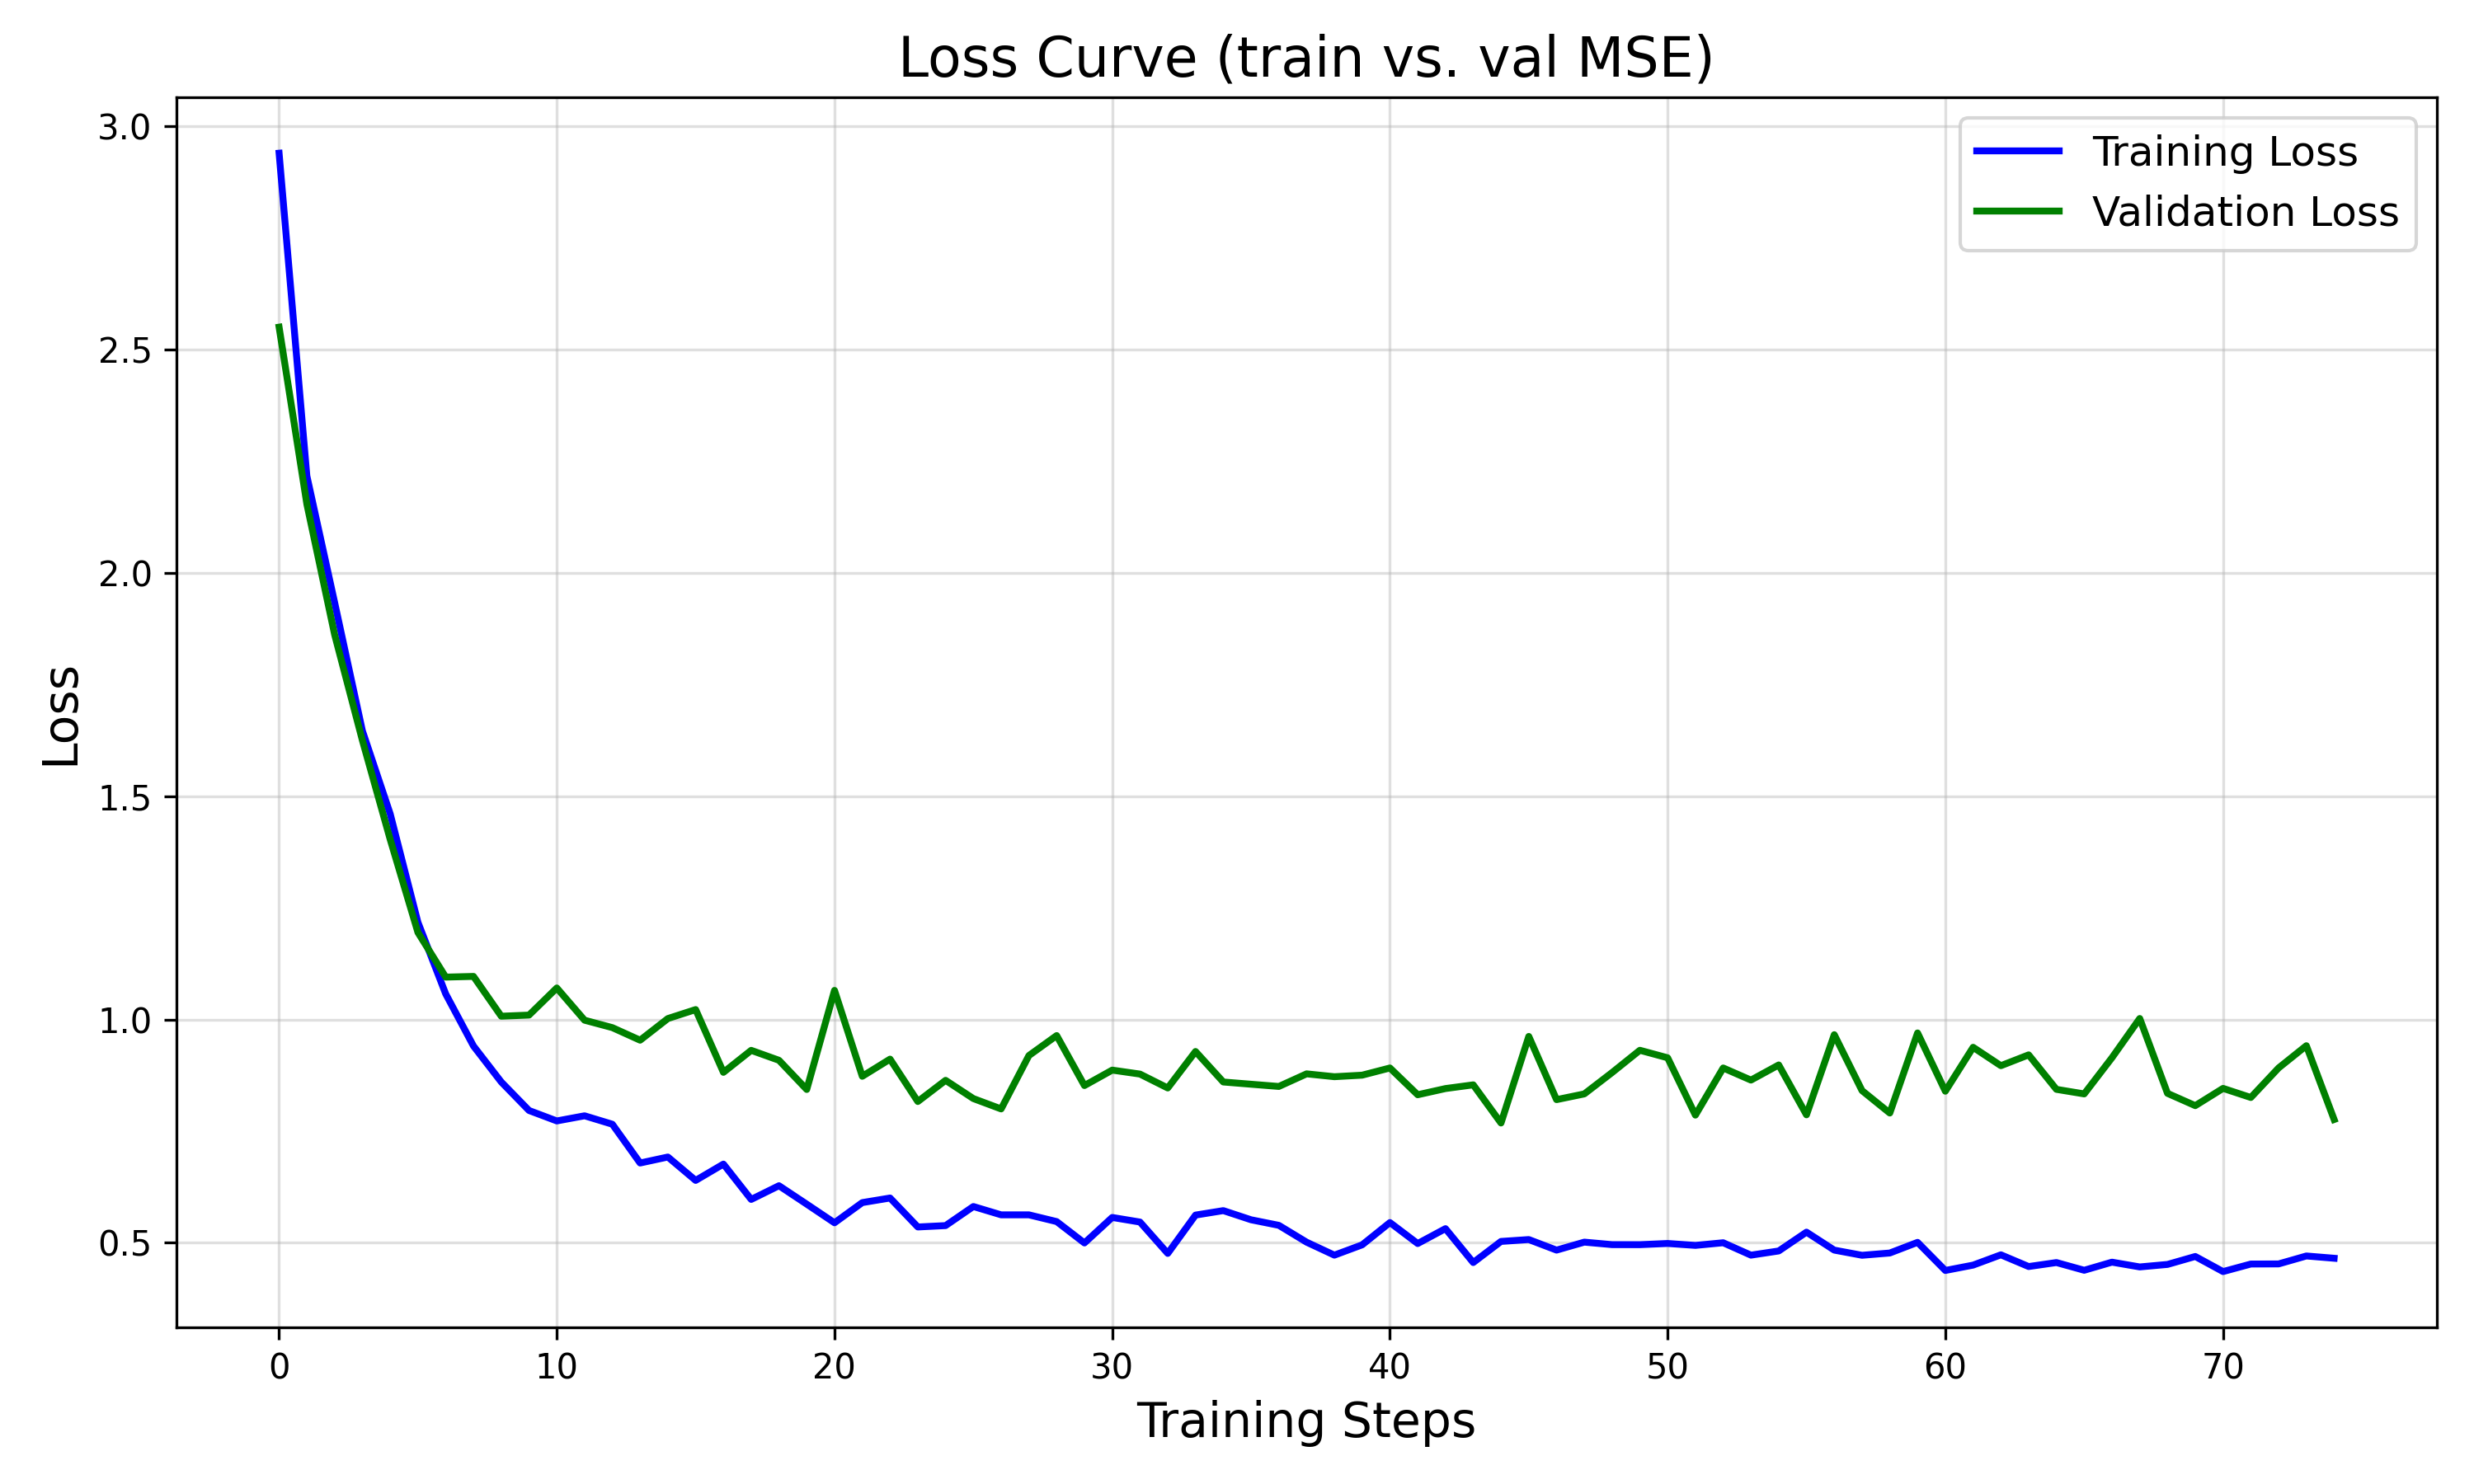 Loss Curve (train vs. val MSE)
Training Loss
Validation Loss
3.0
2.5
2.0
1.5
1.0
0.5
Loss
0 10 20 30 40 50 60 70
Training Steps